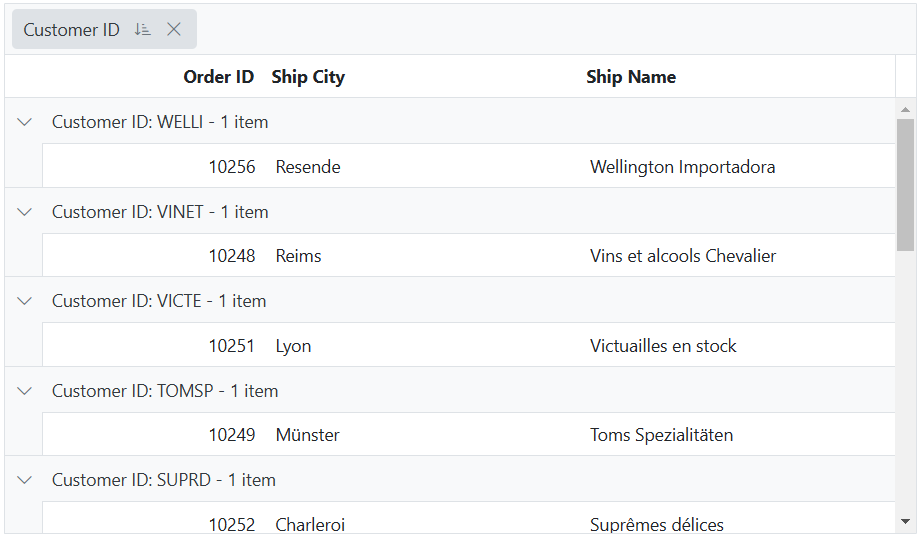 Customer ID
Order ID Ship City Ship Name
Customer ID: WELLI - 1 item
10256 Resende Wellington Importadora
Customer ID: VINET - 1 item
10248 Reims Vins et alcools Chevalier
Customer ID: VICTE - 1 item
10251 Lyon Victuailles en stock
Customer ID: TOMSP - 1 item
10249 Münster Toms Spezialitäten
Customer ID: SUPRD - 1 item
10252 Charleroi Suprêmes délices